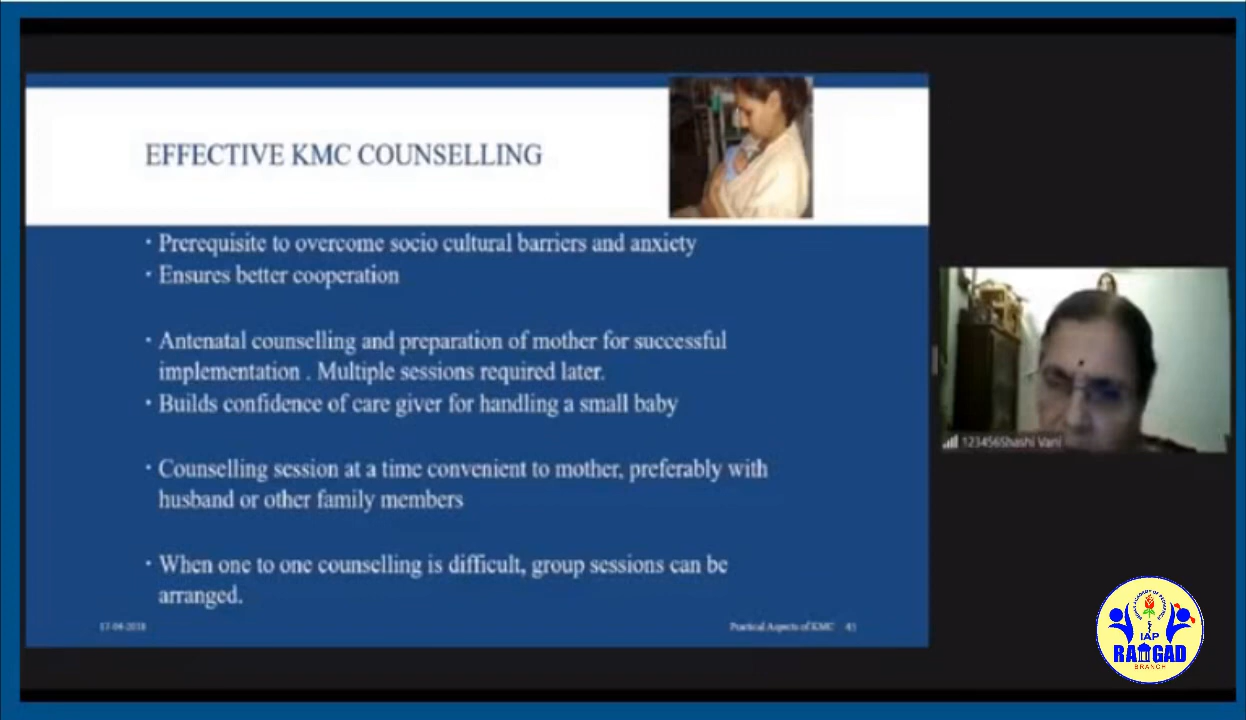 EFFECTIVE KMC COUNSELLING
• Prerequisite to overcome socio cultural barriers and anxiety
• Ensures better cooperation
• Antenatal counselling and preparation of mother for successful
implementation . Multiple sessions required later.
• Builds confidence of care giver for handling a small baby
• Counselling session at a time convenient to mother, preferably with
husband or other family members
• When one to one counselling is difficult, group sessions can be
arranged.
Practical Aspects of KMC
123456Shashi Vani
IAP
RAIGAD
BRANCH